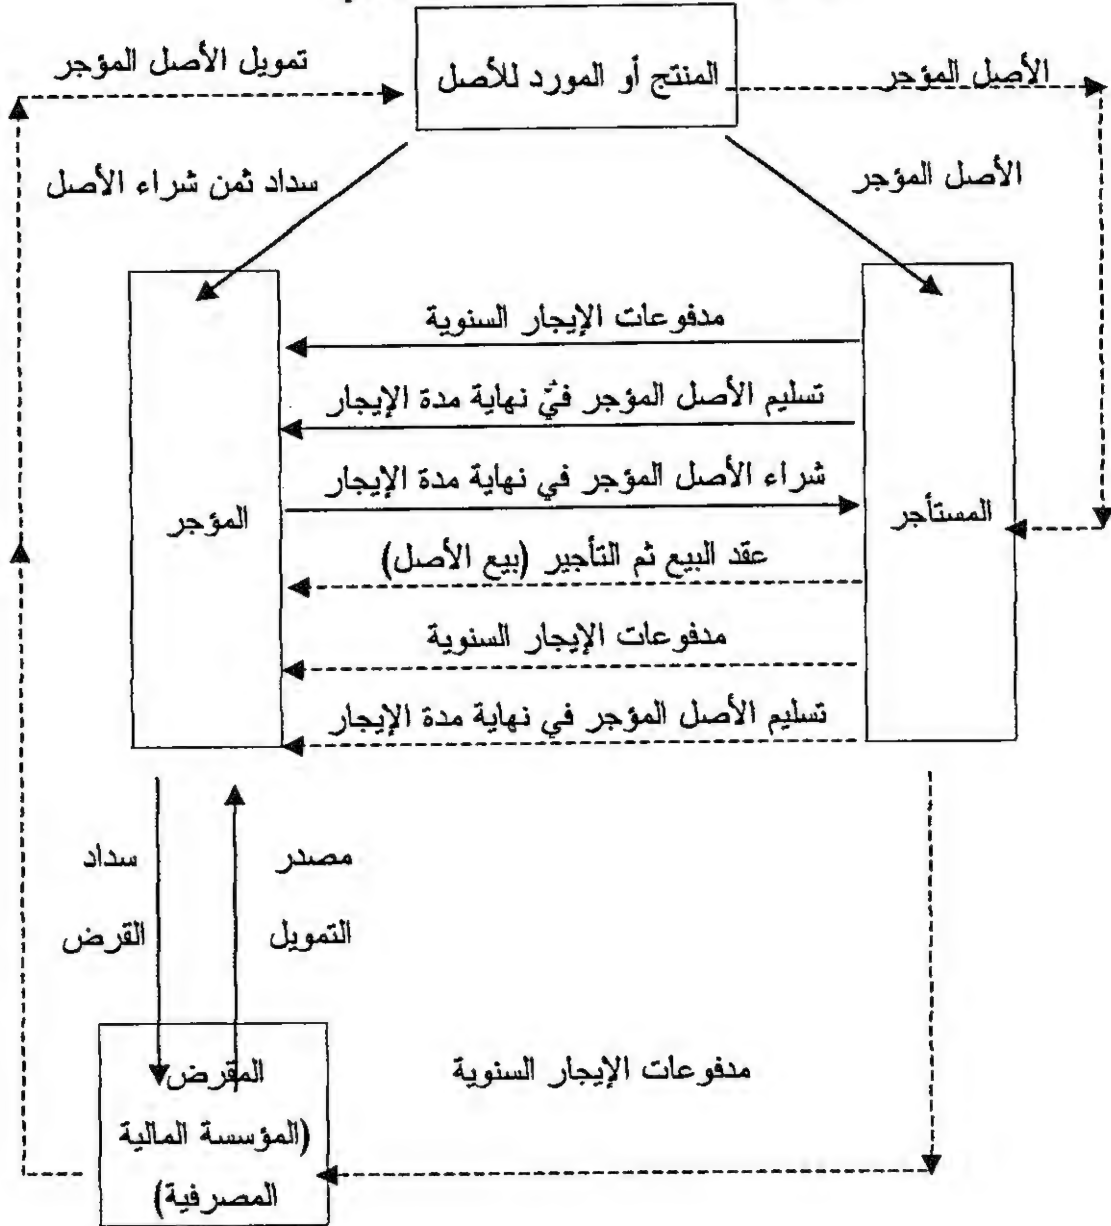 تمويل الأصل المؤجر
المنتج أو المورد للأصل
الأصل المؤجر
سداد ثمن شراء الأصل
الأصل المؤجر
مدفوعات الإيجار السنوية
تسليم الأصل المؤجر في نهاية مدة الإيجار
شراء الأصل المؤجر في نهاية مدة الإيجار
المؤجر
المستأجر
عقد البيع ثم التأجير (بيع الأصل)
مدفوعات الإيجار السنوية
تسليم الأصل المؤجر في نهاية مدة الإيجار
سداد
القرض
مصدر
التمويل
المقرض
(المؤسسة المالية
المصرفية)
مدفوعات الإيجار السنوية